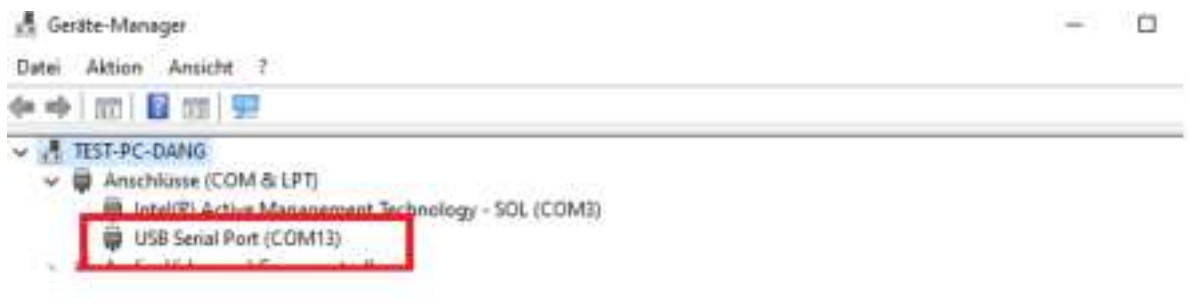 Geräte-Manager
Datei Aktion Ansicht ?
TEST-PC-DANG
Anschlüsse (COM & LPT)
Intel(R) Active Management Technology - SOL (COM3)
USB Serial Port (COM13)